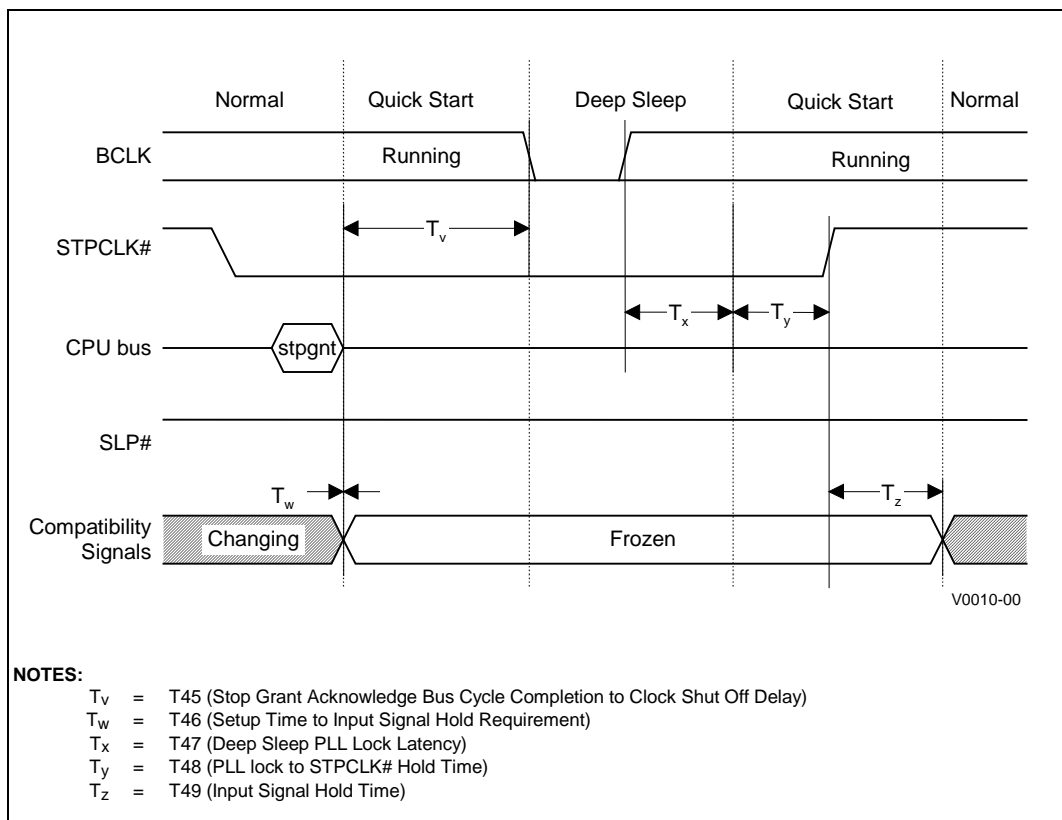 Normal Quick Start Deep Sleep Quick Start Normal
BCLK Running Running
Tv
STPCLK#
Tx Ty
CPU bus stpgnt
SLP#
Tw Tz
Compatibility
Signals Changing Frozen
V0010-00
NOTES:
Tv = T45 (Stop Grant Acknowledge Bus Cycle Completion to Clock Shut Off Delay)
Tw = T46 (Setup Time to Input Signal Hold Requirement)
Tx = T47 (Deep Sleep PLL Lock Latency)
Ty = T48 (PLL lock to STPCLK# Hold Time)
Tz = T49 (Input Signal Hold Time)